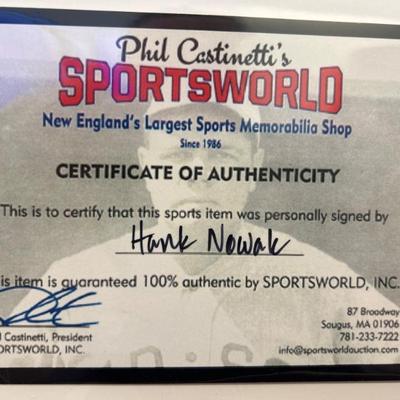 Phil Castinetti's
SPORTSWORLD
New England's Largest Sports Memorabilia Shop
Since 1986
CERTIFICATE OF AUTHENTICITY
This is to certify that this sports item was personally signed by
Hank Nowak
is item is guaranteed 100% authentic by SPORTSWORLD, INC.
l Castinetti, President
ORTSWORLD, INC.
87 Broadway
Saugus, MA 01906
781-233-7222
info@sportsworldauction.com